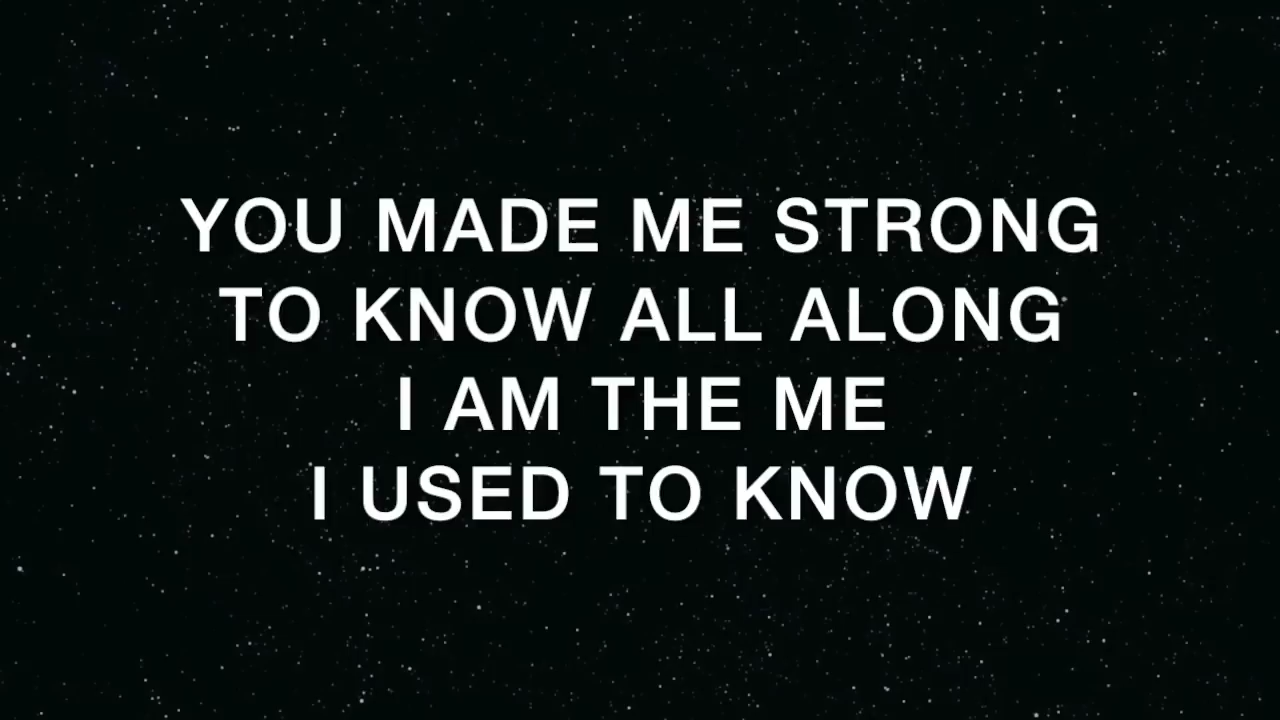 YOU MADE ME STRONG
TO KNOW ALL ALONG
I AM THE ME
I USED TO KNOW